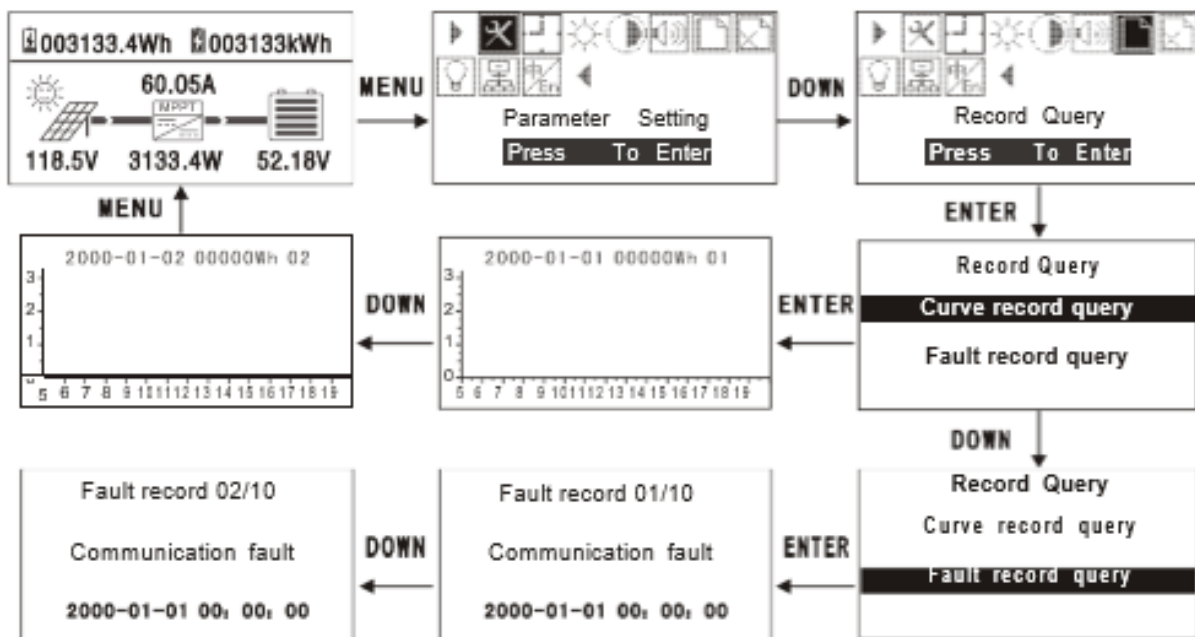 003133.4Wh 003133kWh
60.05A
MPPT
118.5V 3133.4W 52.18V
MENU
中/En
Parameter Setting
Press To Enter
DOWN
中/En
Record Query
Press To Enter
MENU
ENTER
2000-01-02 00000Wh 02
3
2
1
0
5 6 7 8 9 10 11 12 13 14 15 16 17 18 19
DOWN
2000-01-01 00000Wh 01
3
2
1
0
5 6 7 8 9 10 11 12 13 14 15 16 17 18 19
ENTER
Record Query
Curve record query
Fault record query
DOWN
Fault record 02/10
Communication fault
2000-01-01 00: 00: 00
DOWN
Fault record 01/10
Communication fault
2000-01-01 00: 00: 00
ENTER
Record Query
Curve record query
Fault record query